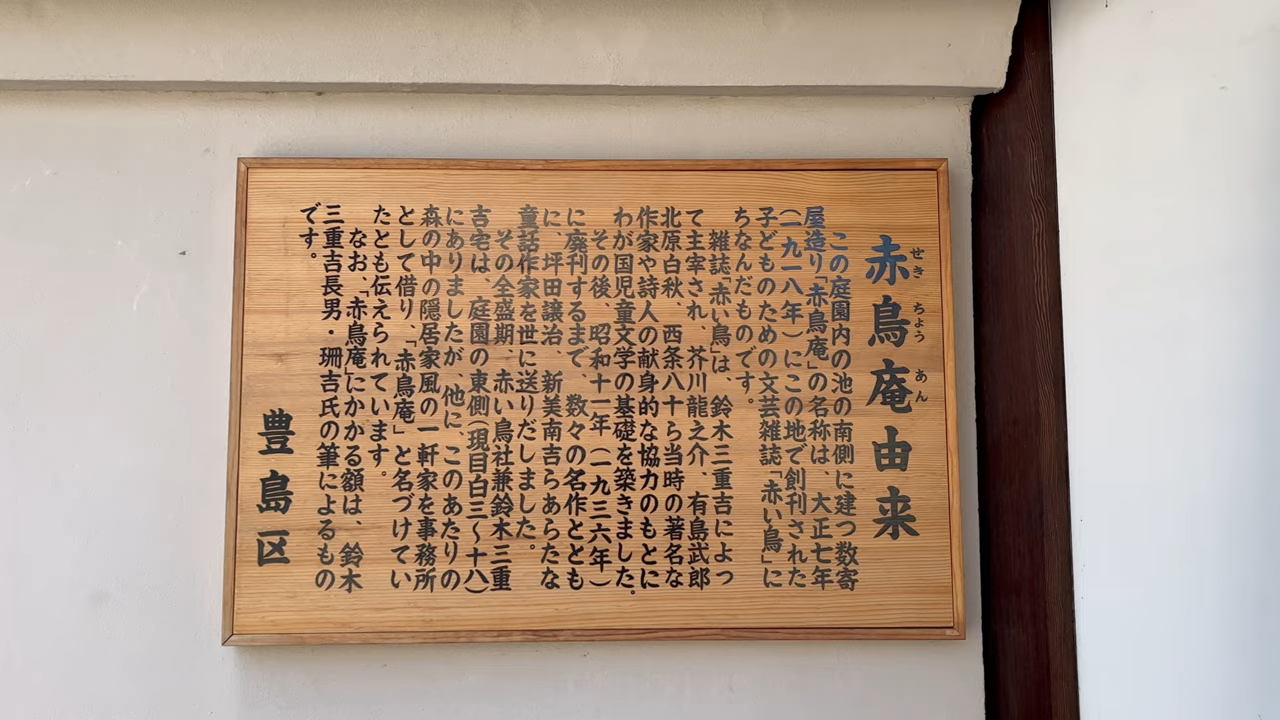 赤鳥庵由来
せきちょうあん
この庭園内の池の南側に建つ数寄
屋造り「赤鳥庵」の名称は、大正七年
（一九一八年）にこの地で創刊された
子どものための文芸雑誌「赤い鳥」に
ちなんだものです。
雑誌「赤い鳥」は、鈴木三重吉によっ
て主宰され、芥川龍之介、有島武郎
北原白秋、西条八十ら当時の著名な
作家や詩人の献身的な協力のもとに
わが国児童文学の基礎を築きました。
その後、昭和十一年（一九三六年）
に廃刊するまで、数々の名作ととも
に、坪田譲治、新美南吉らあらたな
童話作家を世に送りだしました。
その全盛期、赤い鳥社兼鈴木三重
吉宅は、庭園の東側（現目白三〜十八）
にありましたが、他に、このあたりの
森の中の隠居家風の一軒家を事務所
として借り、「赤鳥庵」と名づけてい
たとも伝えられています。
なお、「赤鳥庵」にかかる額は、鈴木
三重吉長男・珊吉氏の筆によるもの
です。
豊島区